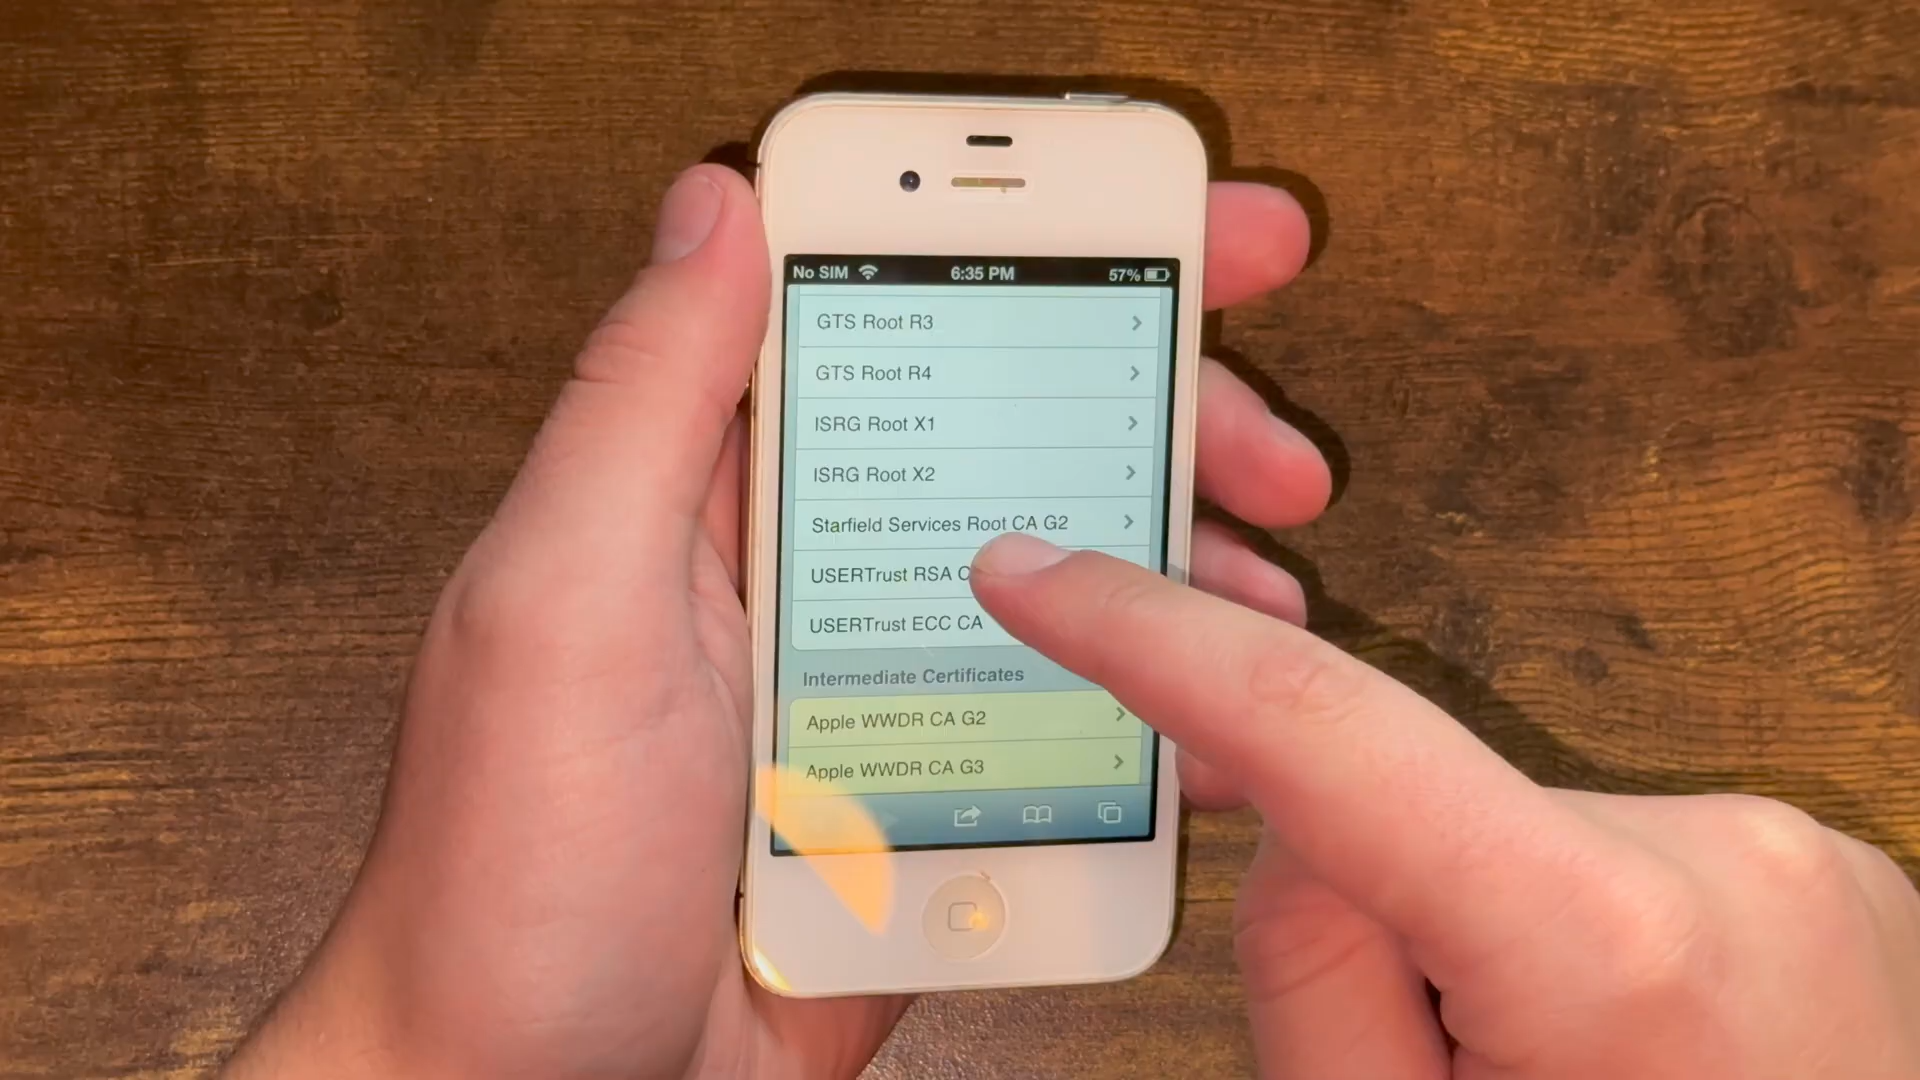 No SIM 6:35 PM 57%
GTS Root R3
GTS Root R4
ISRG Root X1
ISRG Root X2
Starfield Services Root CA G2
USERTrust RSA C
USERTrust ECC CA
Intermediate Certificates
Apple WWDR CA G2
Apple WWDR CA G3